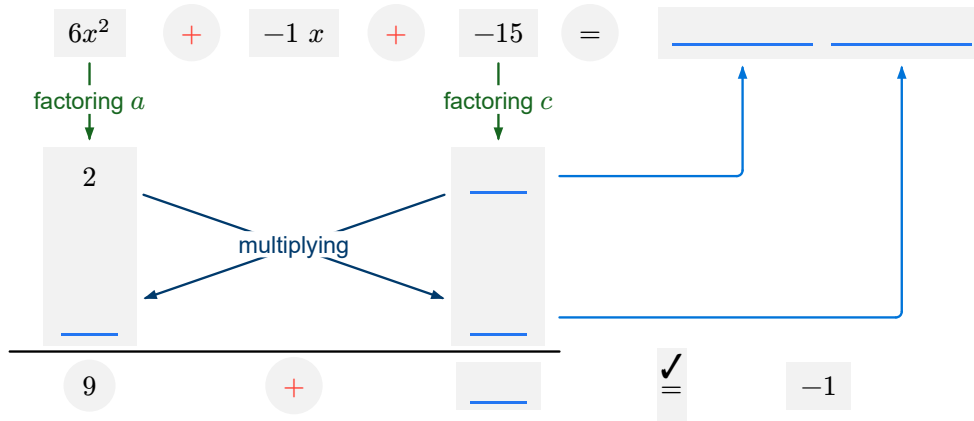 6x² + −1 x + −15 =
factoring a factoring c
2
multiplying
9 + ✓= −1